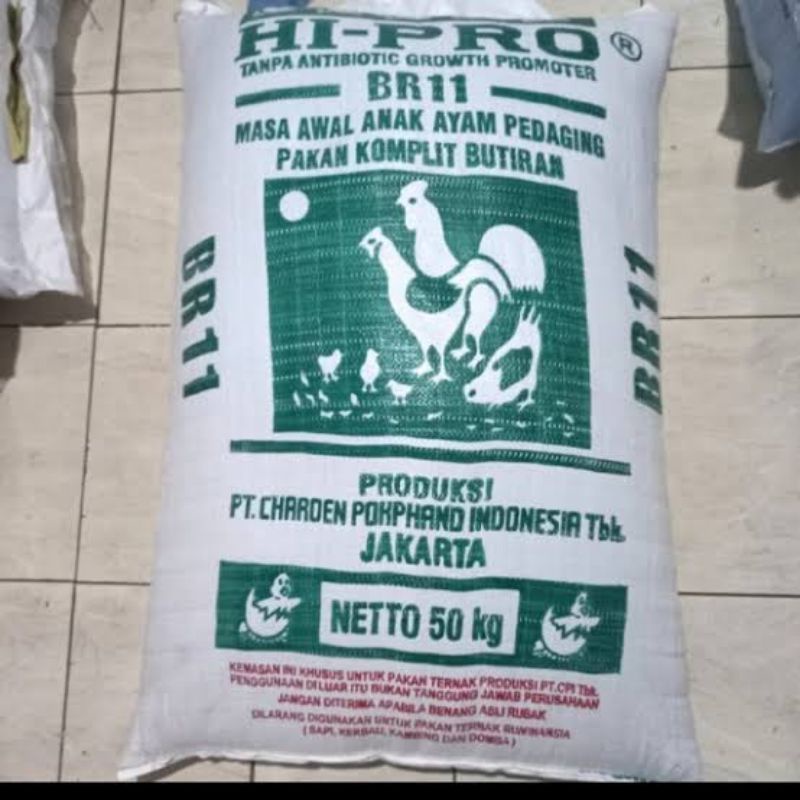 HI-PRO ®
TANPA ANTIBIOTIC GROWTH PROMOTER
BR11
MASA AWAL ANAK AYAM PEDAGING
PAKAN KOMPLIT BUTIRAN
BR11
BR11
PRODUKSI
PT. CHAROEN POKPHAND INDONESIA Tbk.
JAKARTA
NETTO 50 kg
KEMASAN INI KHUSUS UNTUK PAKAN TERNAK PRODUKSI PT.CPI Tbk.
PENGGUNAAN DI LUAR ITU BUKAN TANGGUNG JAWAB PERUSAHAAN
JANGAN DITERIMA APABILA BENANG ASLI RUSAK
DILARANG DIGUNAKAN UNTUK PAKAN TERNAK RUMINANSIA
( SAPI, KERBAU, KAMBING DAN DOMBA )